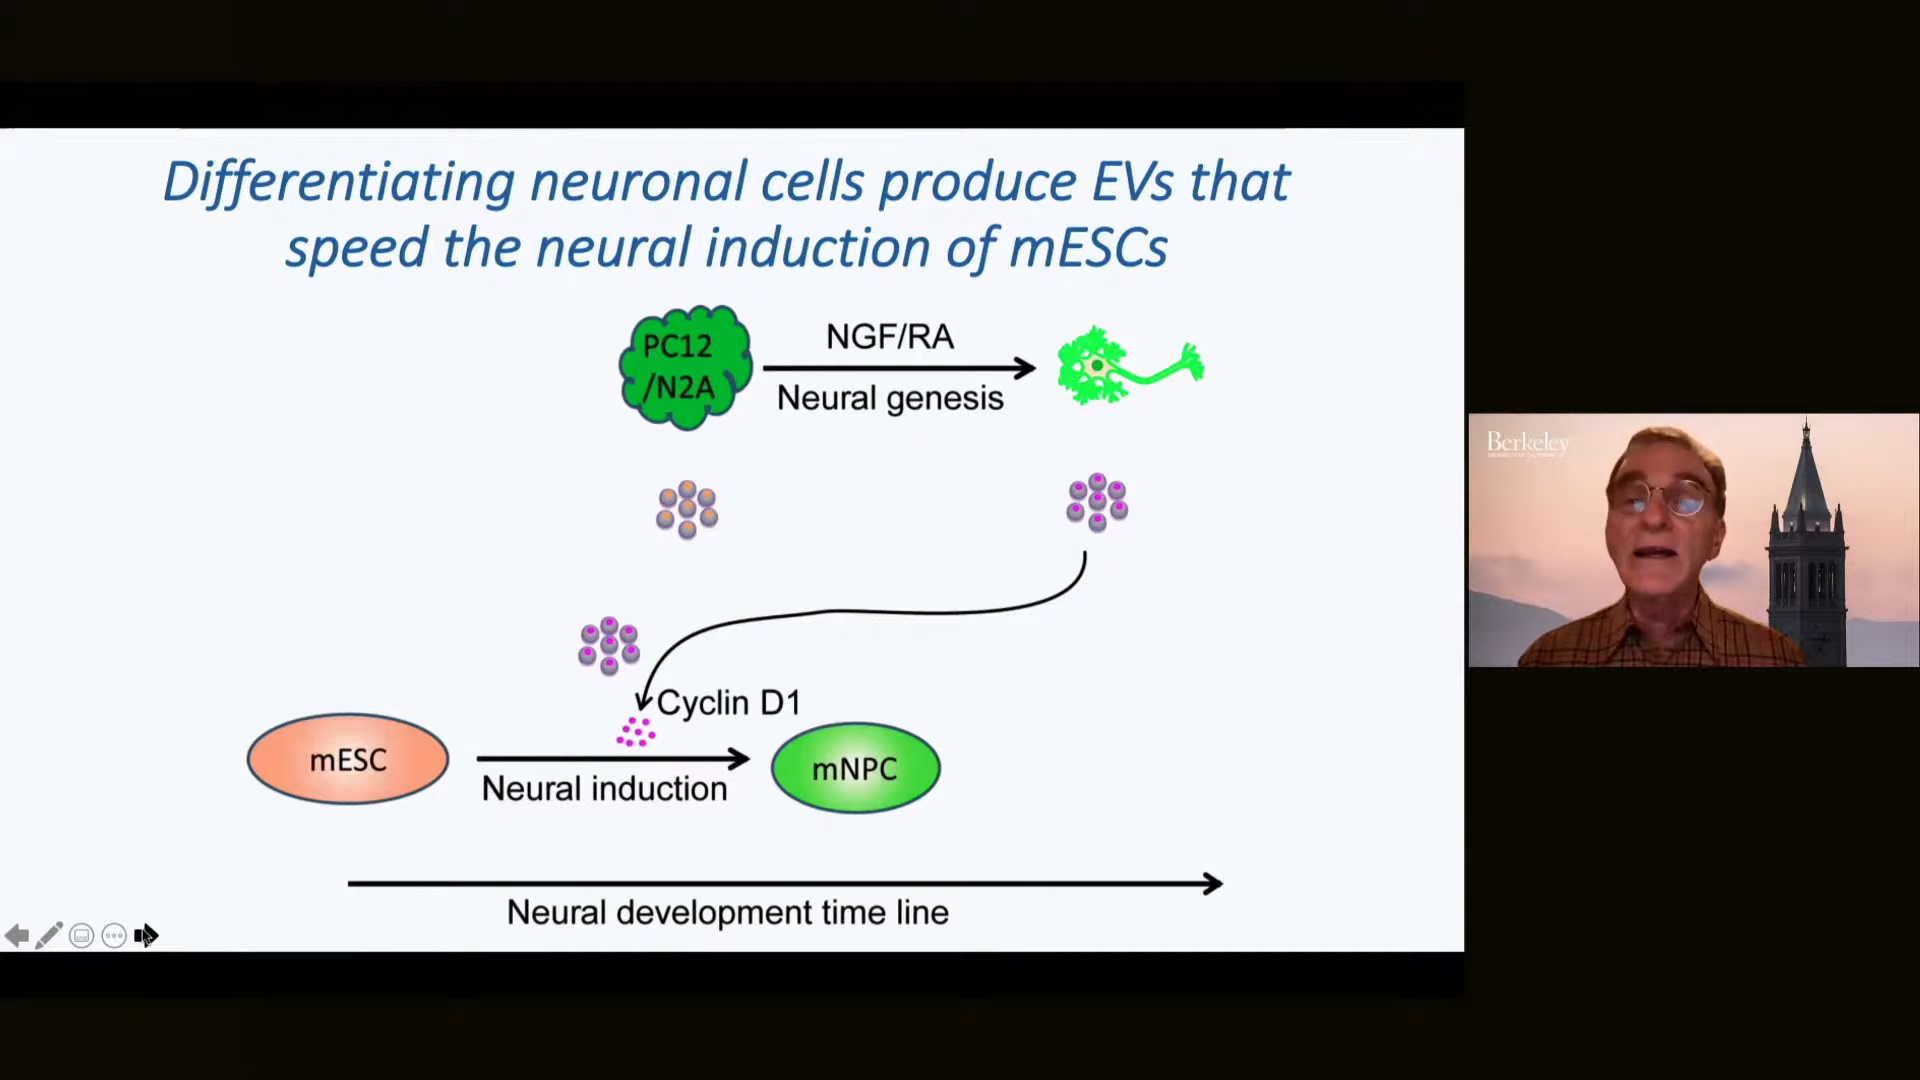 Differentiating neuronal cells produce EVs that
speed the neural induction of mESCs
PC12
/N2A
NGF/RA
Neural genesis
Cyclin D1
mESC
Neural induction
mNPC
Neural development time line
Berkeley